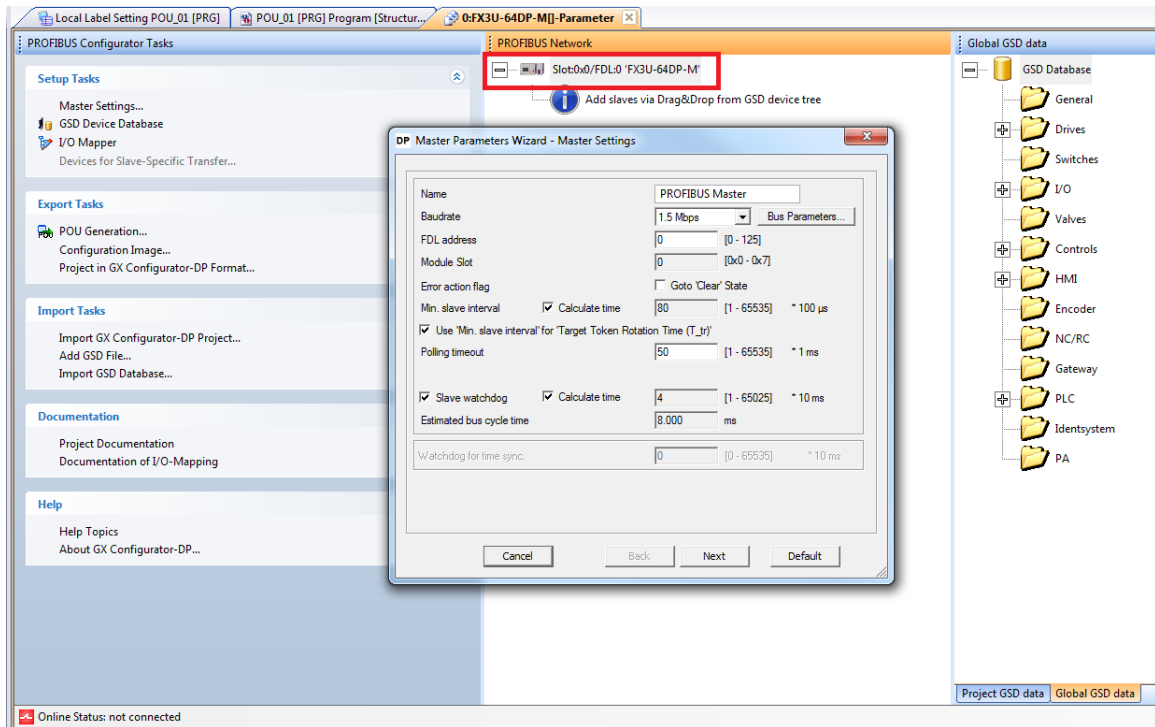 Local Label Setting POU_01 [PRG]
POU_01 [PRG] Program [Structur...
0:FX3U-64DP-M[]-Parameter
PROFIBUS Configurator Tasks
Setup Tasks
Master Settings...
GSD Device Database
I/O Mapper
Devices for Slave-Specific Transfer...
Export Tasks
POU Generation...
Configuration Image...
Project in GX Configurator-DP Format...
Import Tasks
Import GX Configurator-DP Project...
Add GSD File...
Import GSD Database...
Documentation
Project Documentation
Documentation of I/O-Mapping
Help
Help Topics
About GX Configurator-DP...
PROFIBUS Network
Slot:0x0/FDL:0 'FX3U-64DP-M'
Add slaves via Drag&Drop from GSD device tree
DP Master Parameters Wizard - Master Settings
Name PROFIBUS Master
Baudrate 1.5 Mbps Bus Parameters...
FDL address 0 [0 - 125]
Module Slot 0 [0x0 - 0x7]
Error action flag Goto 'Clear' State
Min. slave interval Calculate time 80 [1 - 65535] * 100 µs
Use 'Min. slave interval' for 'Target Token Rotation Time (T_tr)'
Polling timeout 50 [1 - 65535] * 1 ms
Slave watchdog Calculate time 4 [1 - 65025] * 10 ms
Estimated bus cycle time 8.000 ms
Watchdog for time sync. 0 [0 - 65535] * 10 ms
Cancel Back Next Default
Global GSD data
GSD Database
General
Drives
Switches
I/O
Valves
Controls
HMI
Encoder
NC/RC
Gateway
PLC
Identsystem
PA
Project GSD data Global GSD data
Online Status: not connected